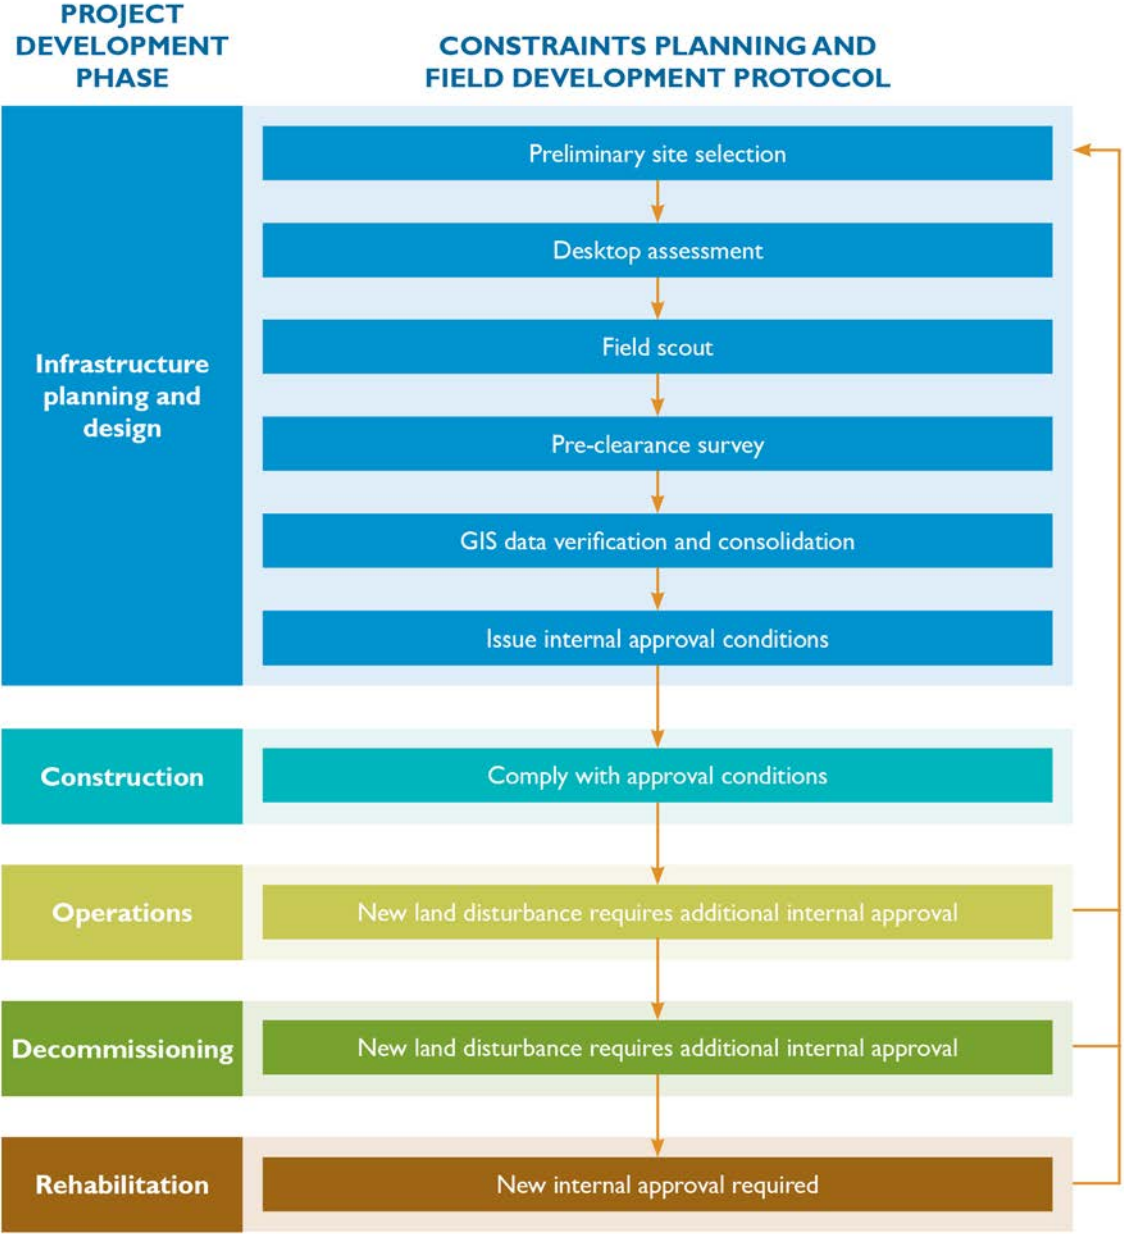 PROJECT
DEVELOPMENT
PHASE
CONSTRAINTS PLANNING AND
FIELD DEVELOPMENT PROTOCOL
Infrastructure
planning and
design
Preliminary site selection
Desktop assessment
Field scout
Pre-clearance survey
GIS data verification and consolidation
Issue internal approval conditions
Construction
Comply with approval conditions
Operations
New land disturbance requires additional internal approval
Decommissioning
New land disturbance requires additional internal approval
Rehabilitation
New internal approval required